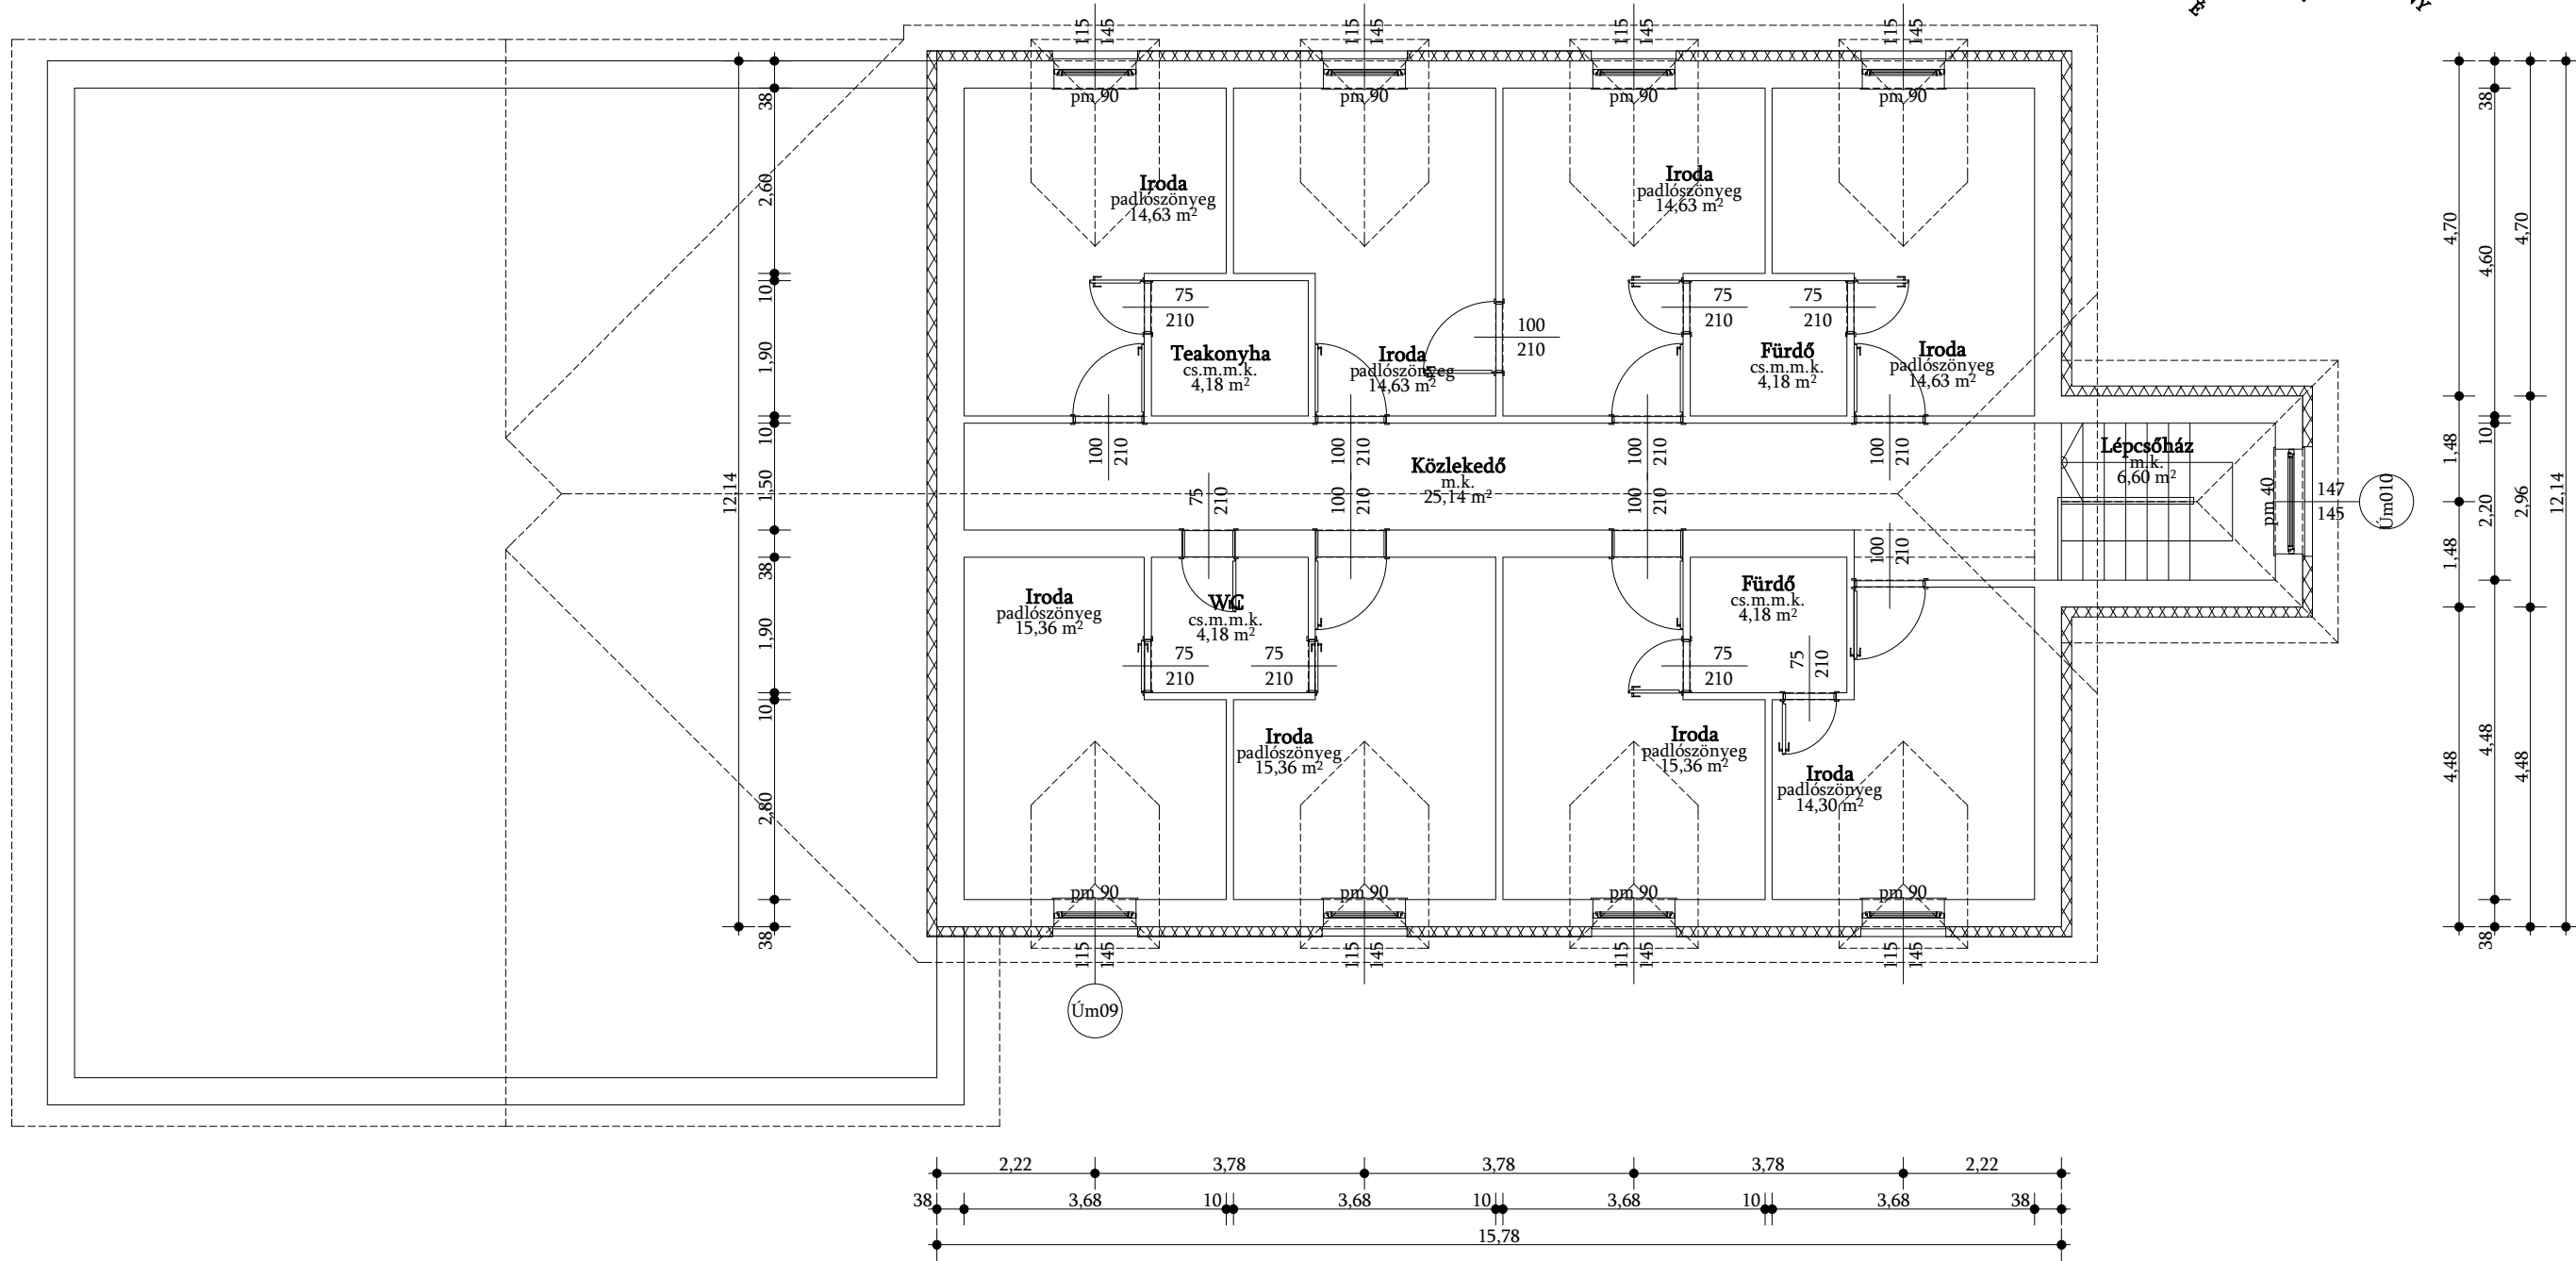 115 145
115 145
115 145
115 145
pm 90
pm 90
pm 90
pm 90
Iroda
padlószönyeg
14,63 m²
Iroda
padlószönyeg
14,63 m²
75
210
75
210
75
210
100
210
Teakonyha
cs.m.m.k.
4,18 m²
Iroda
padlószönyeg
14,63 m²
Fürdő
cs.m.m.k.
4,18 m²
Iroda
padlószönyeg
14,63 m²
100 210
100 210
100 210
100 210
Közlekedő
m.k.
25,14 m²
Lépcsőház
m.k.
6,60 m²
pm 40
147
145
Úm010
75 210
100 210
100 210
100 210
Iroda
padlószönyeg
15,36 m²
WC
cs.m.m.k.
4,18 m²
Fürdő
cs.m.m.k.
4,18 m²
75
210
75
210
75
210
75 210
Iroda
padlószönyeg
15,36 m²
Iroda
padlószönyeg
15,36 m²
Iroda
padlószönyeg
14,30 m²
pm 90
pm 90
pm 90
pm 90
115 145
115 145
115 145
115 145
Úm09
12,14
38
2,60
10
1,90
10
1,50
38
1,90
10
2,80
38
4,70
1,48
1,48
4,48
38
4,60
10
2,20
4,48
38
4,70
2,96
4,48
12,14
2,22 3,78 3,78 3,78 2,22
38 3,68 10 3,68 10 3,68 10 3,68 38
15,78